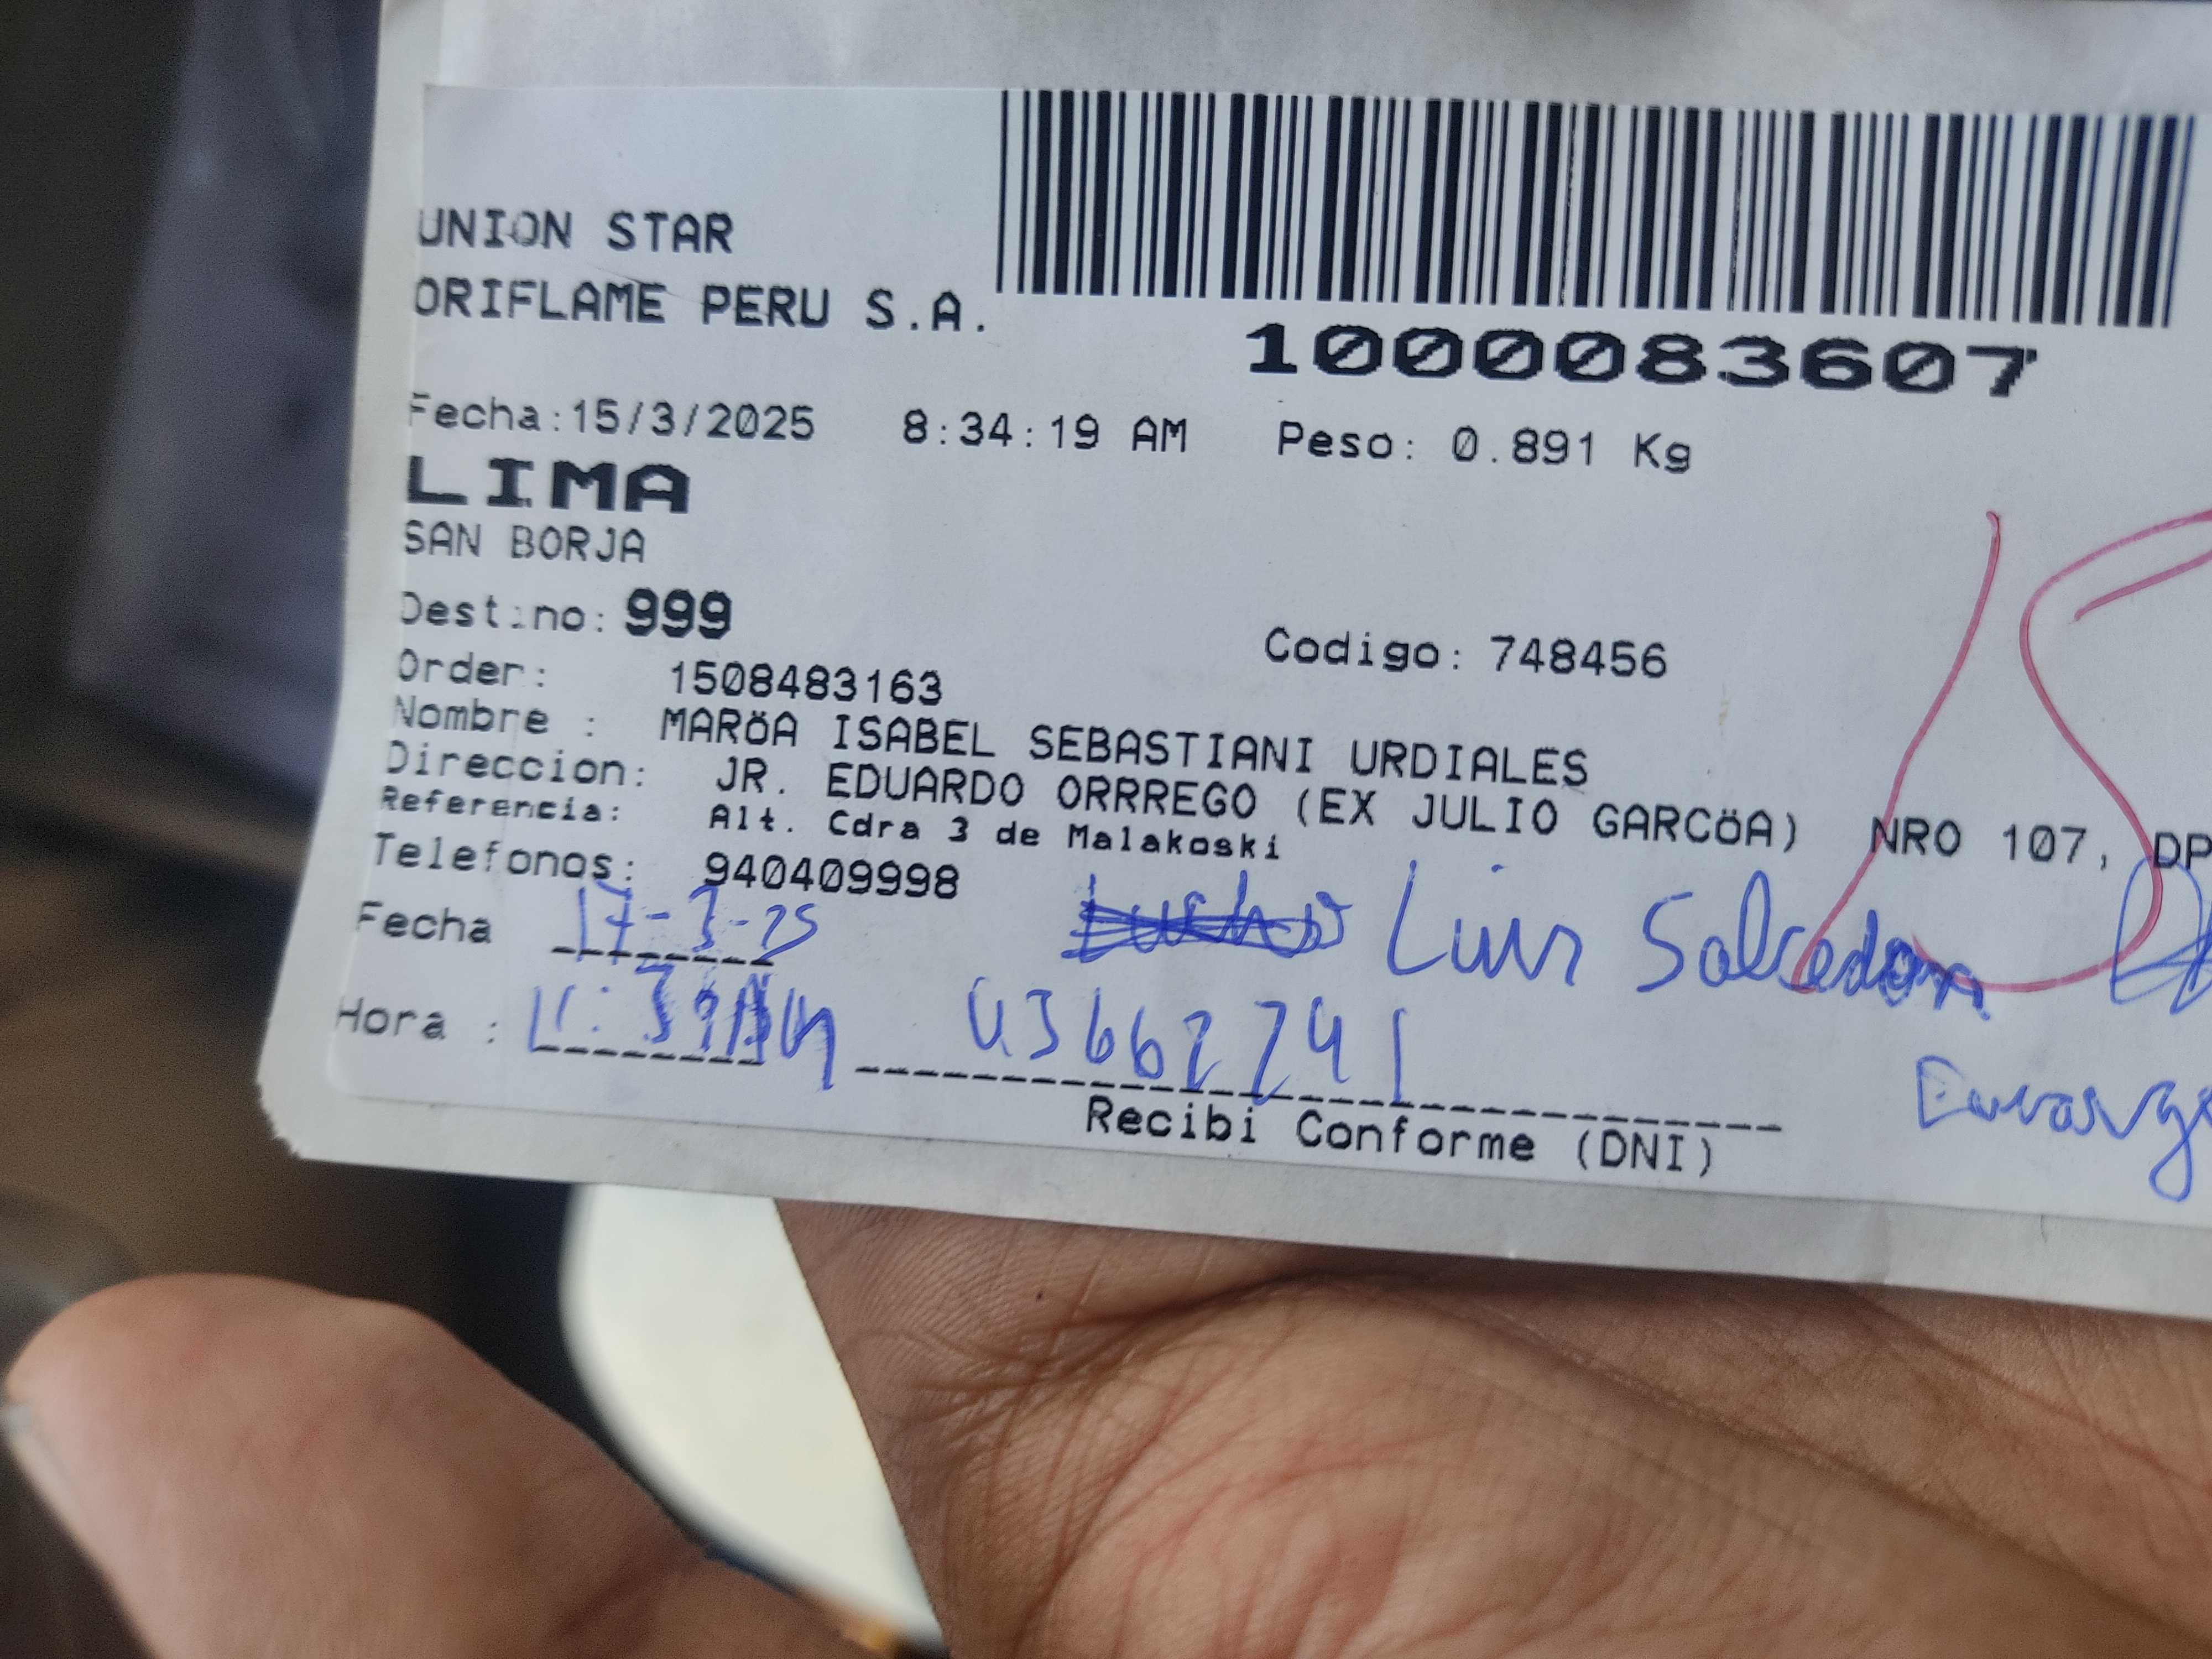 UNION STAR
ORIFLAME PERU S.A.
1000083607
Fecha:15/3/2025 8:34:19 AM Peso: 0.891 Kg
LIMA
SAN BORJA
Destino: 999
Codigo: 748456
Order: 1508483163
Nombre : MARÖA ISABEL SEBASTIANI URDIALES
Direccion: JR. EDUARDO ORRREGO (EX JULIO GARCÖA) NRO 107, DP
Referencia: Alt. Cdra 3 de Malakoski
Telefonos: 940409998
Fecha 17-3-25 Luis Salcedo
Hora :
Recibi Conforme (DNI)
15